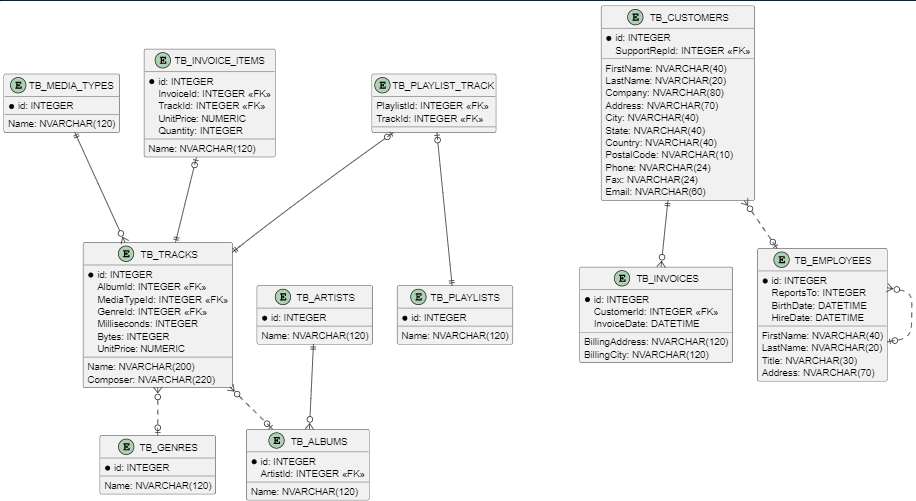 E TB_CUSTOMERS
id: INTEGER
SupportRepId: INTEGER «FK»
FirstName: NVARCHAR(40)
LastName: NVARCHAR(20)
Company: NVARCHAR(80)
Address: NVARCHAR(70)
City: NVARCHAR(40)
State: NVARCHAR(40)
Country: NVARCHAR(40)
PostalCode: NVARCHAR(10)
Phone: NVARCHAR(24)
Fax: NVARCHAR(24)
Email: NVARCHAR(60)
E TB_INVOICE_ITEMS
id: INTEGER
InvoiceId: INTEGER «FK»
TrackId: INTEGER «FK»
UnitPrice: NUMERIC
Quantity: INTEGER
Name: NVARCHAR(120)
E TB_MEDIA_TYPES
id: INTEGER
Name: NVARCHAR(120)
E TB_PLAYLIST_TRACK
PlaylistId: INTEGER «FK»
TrackId: INTEGER «FK»
E TB_TRACKS
id: INTEGER
AlbumId: INTEGER «FK»
MediaTypeId: INTEGER «FK»
GenreId: INTEGER «FK»
Milliseconds: INTEGER
Bytes: INTEGER
UnitPrice: NUMERIC
Name: NVARCHAR(200)
Composer: NVARCHAR(220)
E TB_ARTISTS
id: INTEGER
Name: NVARCHAR(120)
E TB_PLAYLISTS
id: INTEGER
Name: NVARCHAR(120)
E TB_INVOICES
id: INTEGER
CustomerId: INTEGER «FK»
InvoiceDate: DATETIME
BillingAddress: NVARCHAR(120)
BillingCity: NVARCHAR(120)
E TB_EMPLOYEES
id: INTEGER
ReportsTo: INTEGER
BirthDate: DATETIME
HireDate: DATETIME
FirstName: NVARCHAR(40)
LastName: NVARCHAR(20)
Title: NVARCHAR(30)
Address: NVARCHAR(70)
E TB_GENRES
id: INTEGER
Name: NVARCHAR(120)
E TB_ALBUMS
id: INTEGER
ArtistId: INTEGER «FK»
Name: NVARCHAR(120)